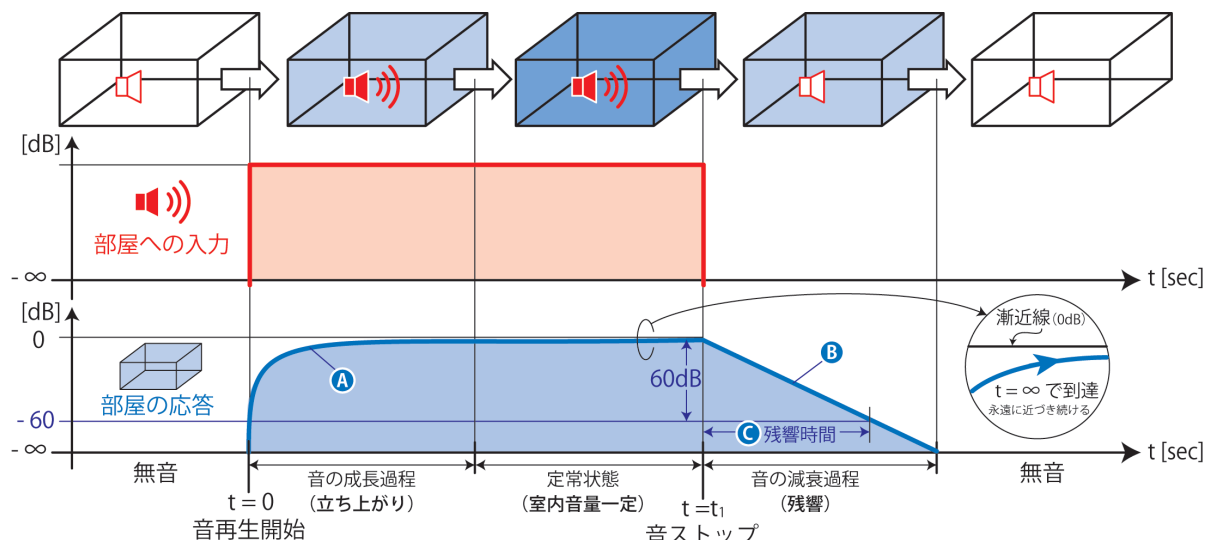 [dB]
部屋への入力
- ∞
t [sec]
[dB]
0
A
B
60dB
部屋の応答
- 60
C 残響時間
- ∞
t [sec]
漸近線(0dB)
t = ∞ で到達
永遠に近づき続ける
無音
音の成長過程
(立ち上がり)
定常状態
(室内音量一定)
音の減衰過程
(残響)
無音
t = 0
音再生開始
t =t1
音ストップ